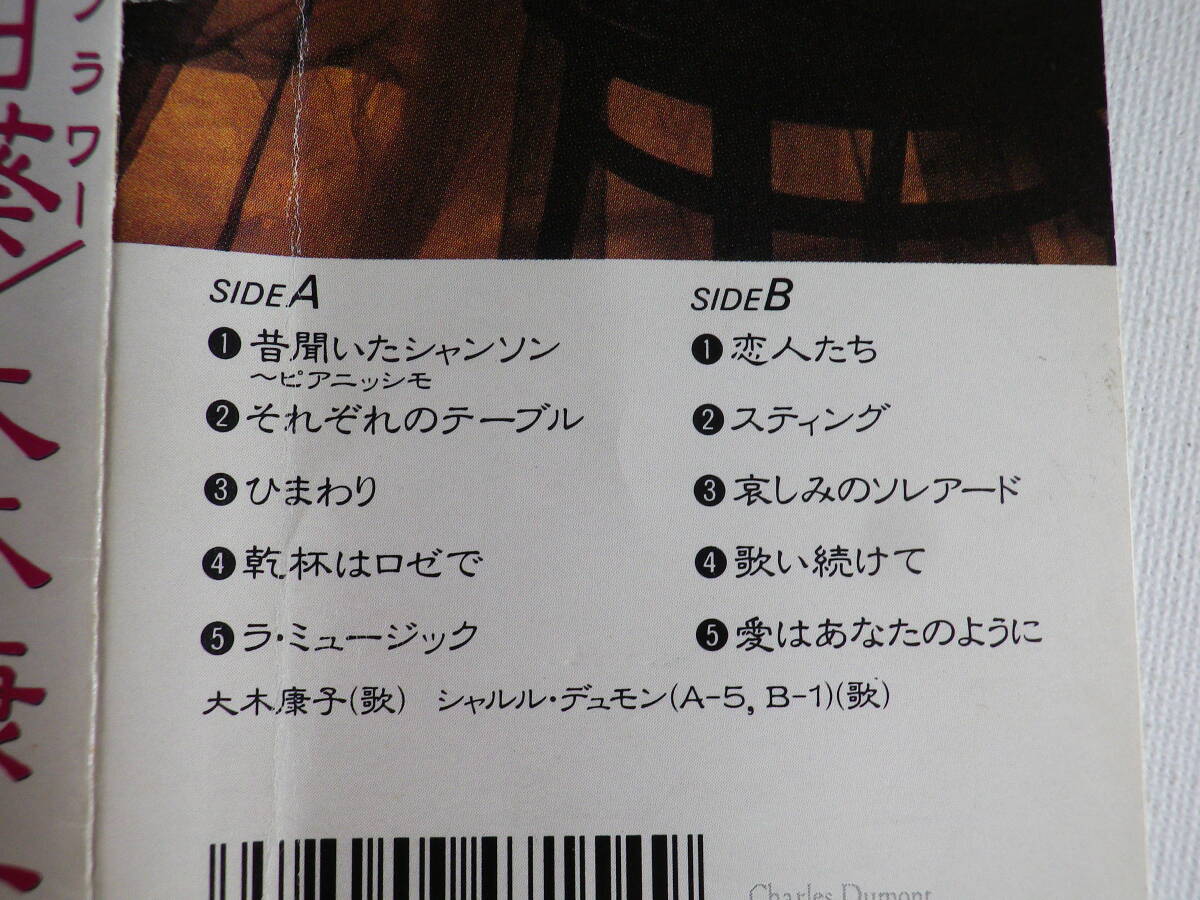 フラワー/
SIDE A
❶昔聞いたシャンソン
～ピアニッシモ
❷それぞれのテーブル
❸ひまわり
❹乾杯はロゼで
❺ラ・ミュージック
SIDE B
❶恋人たち
❷スティング
❸哀しみのソレアード
❹歌い続けて
❺愛はあなたのように
大木康子(歌) シャルル・デュモン(A-5, B-1)(歌)
Charles Dumont